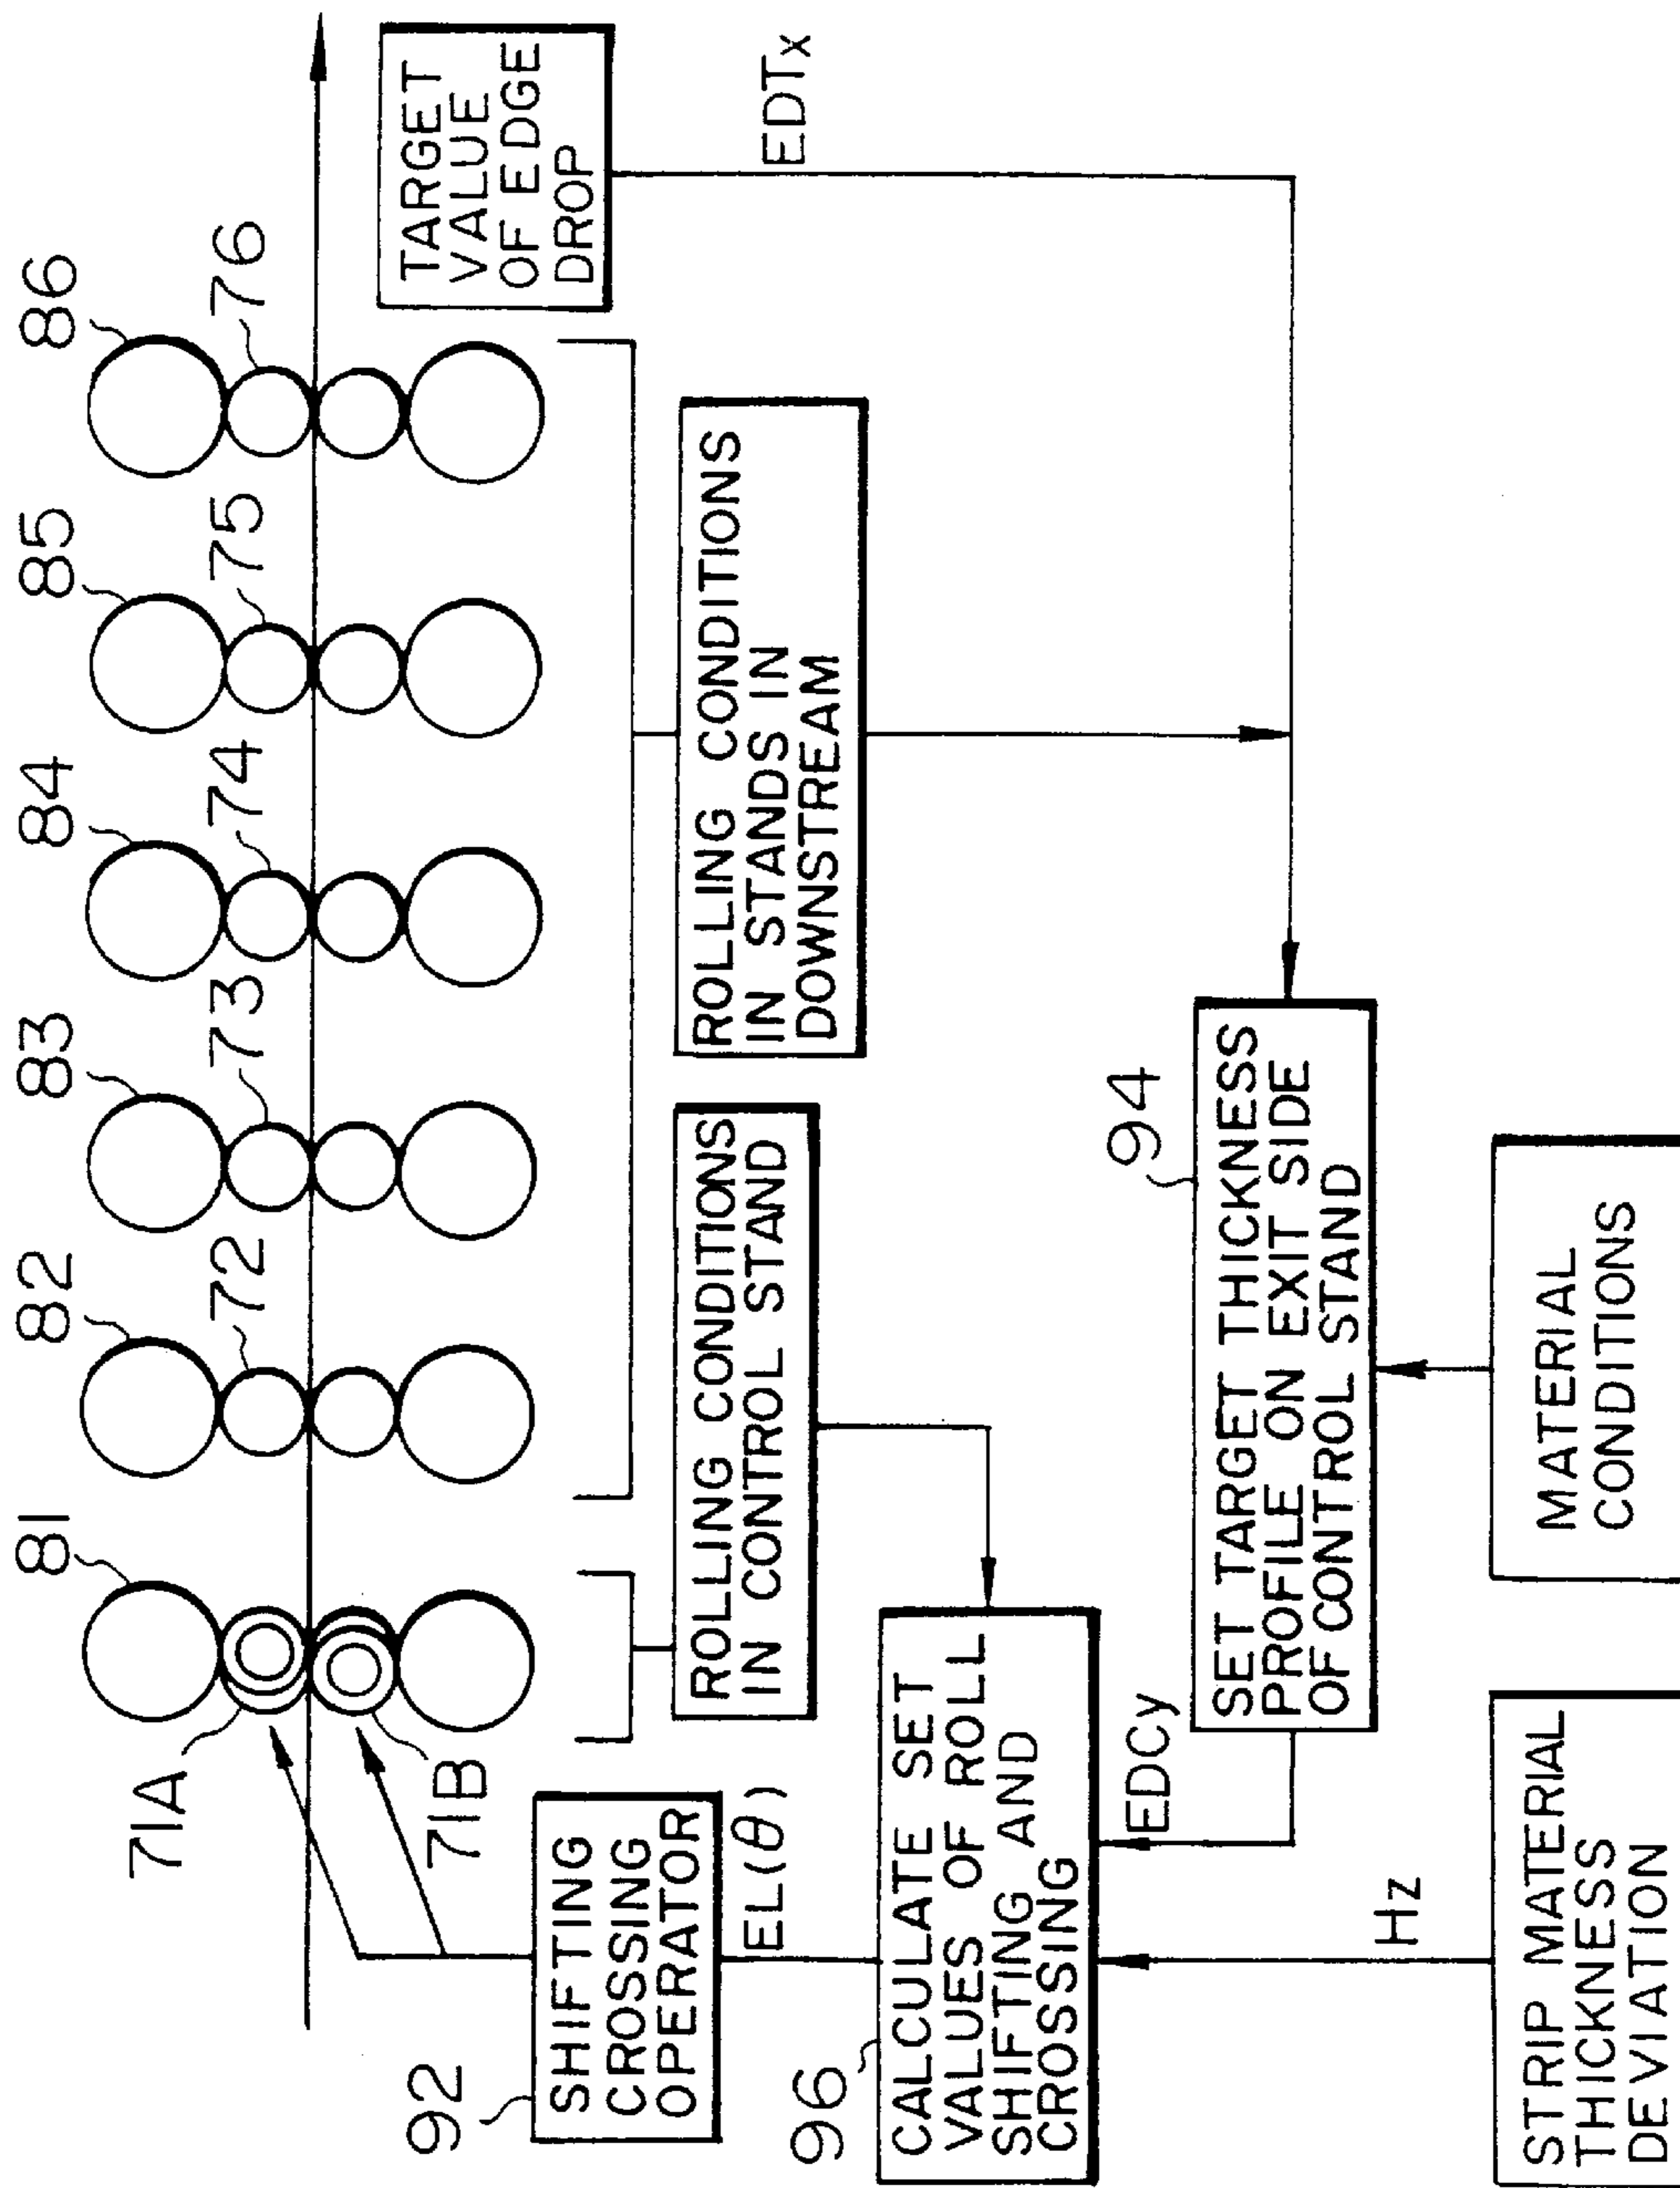 81
82
83
84
85
86
71A
72
73
74
75
76
71B
92
SHIFTING
CROSSING
OPERATOR
EL(θ)
ROLLING CONDITIONS
IN CONTROL STAND
ROLLING CONDITIONS
IN STANDS IN
DOWNSTREAM
TARGET
VALUE
OF EDGE
DROP
EDTx
96
CALCULATE SET
VALUES OF ROLL
SHIFTING AND
CROSSING
EDCy
94
SET TARGET THICKNESS
PROFILE ON EXIT SIDE
OF CONTROL STAND
Hz
STRIP MATERIAL
THICKNESS
DEVIATION
MATERIAL
CONDITIONS